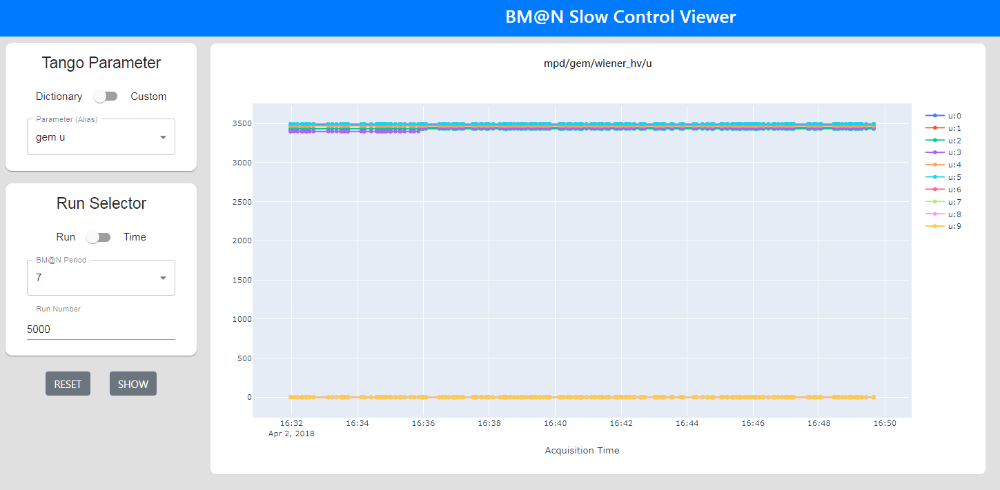 BM@N Slow Control Viewer
Tango Parameter
Dictionary Custom
Parameter (Alias)
gem u
Run Selector
Run Time
BM@N Period
7
Run Number
5000
RESET SHOW
mpd/gem/wiener_hv/u
3500
3000
2500
2000
1500
1000
500
0
16:32 16:34 16:36 16:38 16:40 16:42 16:44 16:46 16:48 16:50
Apr 2, 2018
Acquisition Time
u:0
u:1
u:2
u:3
u:4
u:5
u:6
u:7
u:8
u:9